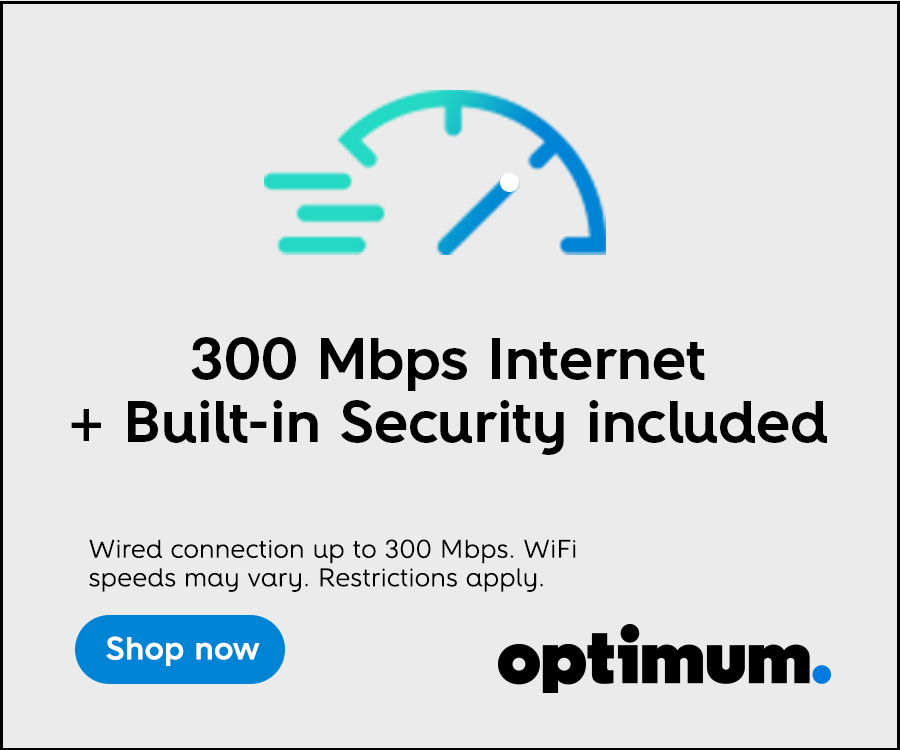 300 Mbps Internet
+ Built-in Security included
Wired connection up to 300 Mbps. WiFi
speeds may vary. Restrictions apply.
Shop now
optimum.